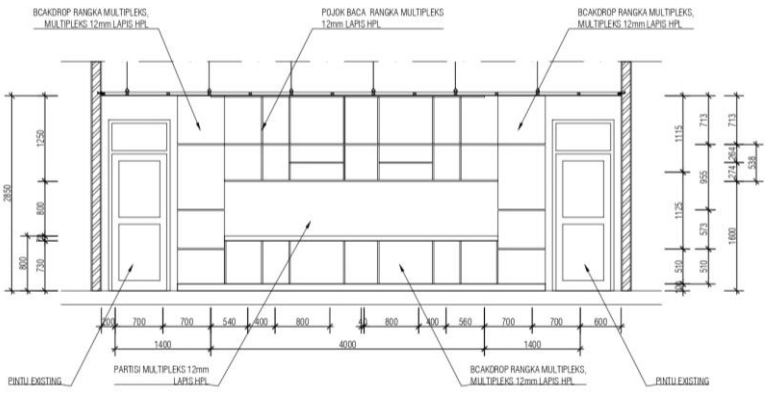 BCAKDROP RANGKA MULTIPLEKS,
MULTIPLEKS 12mm LAPIS HPL
POJOK BACA RANGKA MULTIPLEKS
12mm LAPIS HPL
BCAKDROP RANGKA MULTIPLEKS,
MULTIPLEKS 12mm LAPIS HPL
2850
1250
800
800
730
1115
1125
510
713
955
573
510
713
264
274
538
1600
200
700
700
540
400
800
800
400
560
700
700
600
1400
4000
1400
PINTU EXISTING
PARTISI MULTIPLEKS 12mm
LAPIS HPL
BCAKDROP RANGKA MULTIPLEKS,
MULTIPLEKS 12mm LAPIS HPL
PINTU EXISTING